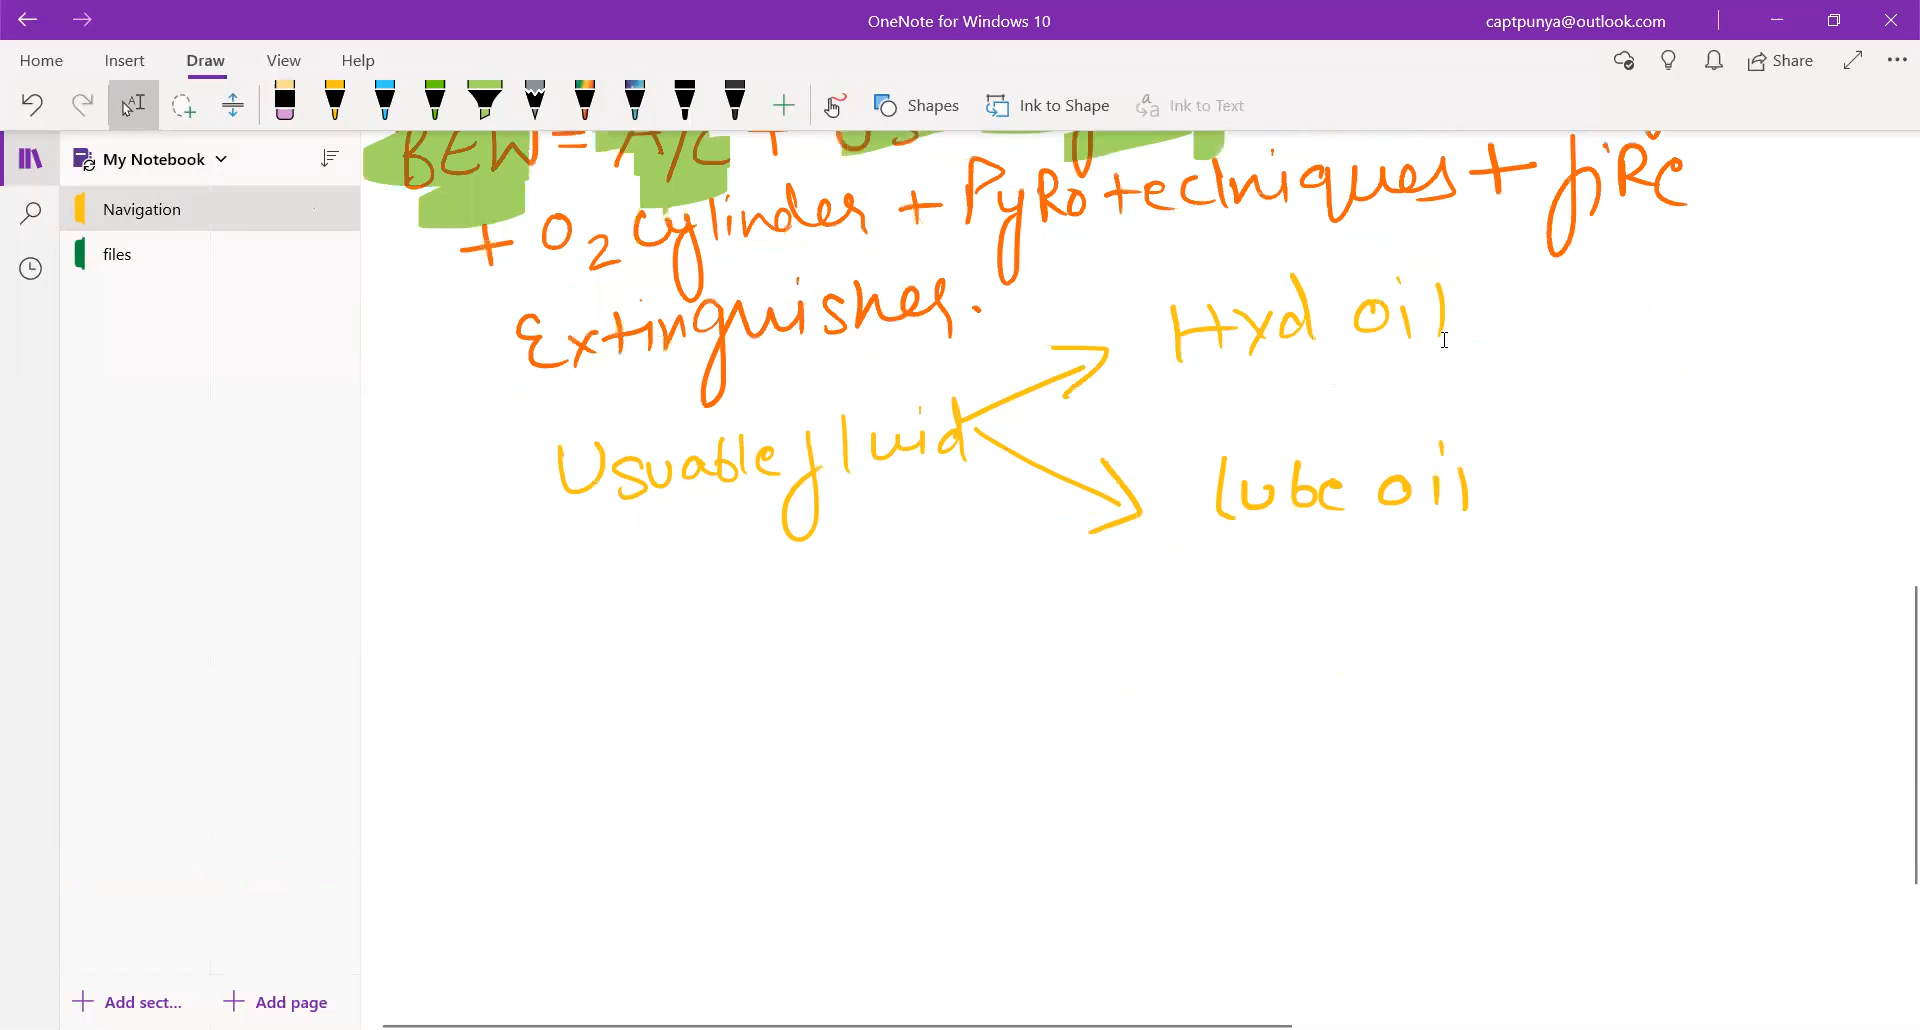 OneNote for Windows 10
captpunya@outlook.com
Home Insert Draw View Help
Share
Shapes Ink to Shape Ink to Text
My Notebook
Navigation
files
BEW = A/C +
+ O2 cylinder + PyRoteclniques + fiRe
Extinguisher.
Hyd oil
Usuable fluid
lube oil
Add sect... Add page